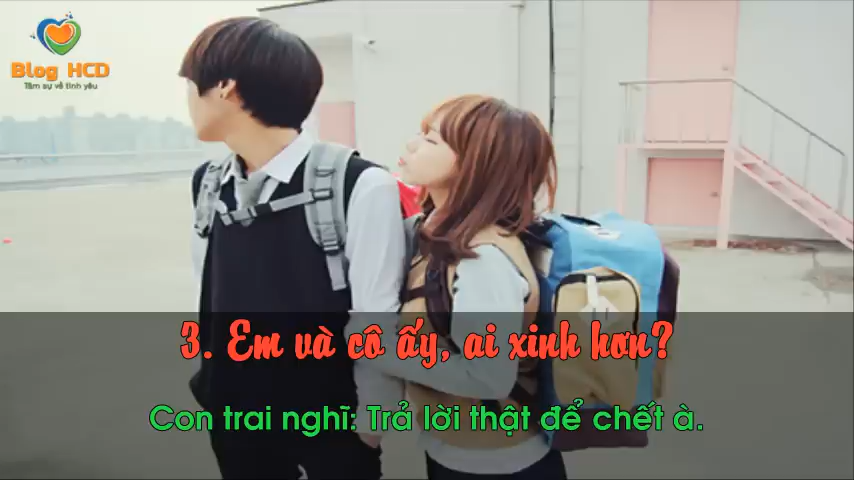 Blog HCD
Tâm sự về tình yêu
3. Em và cô ấy, ai xinh hơn?
Con trai nghĩ: Trả lời thật để chết à.